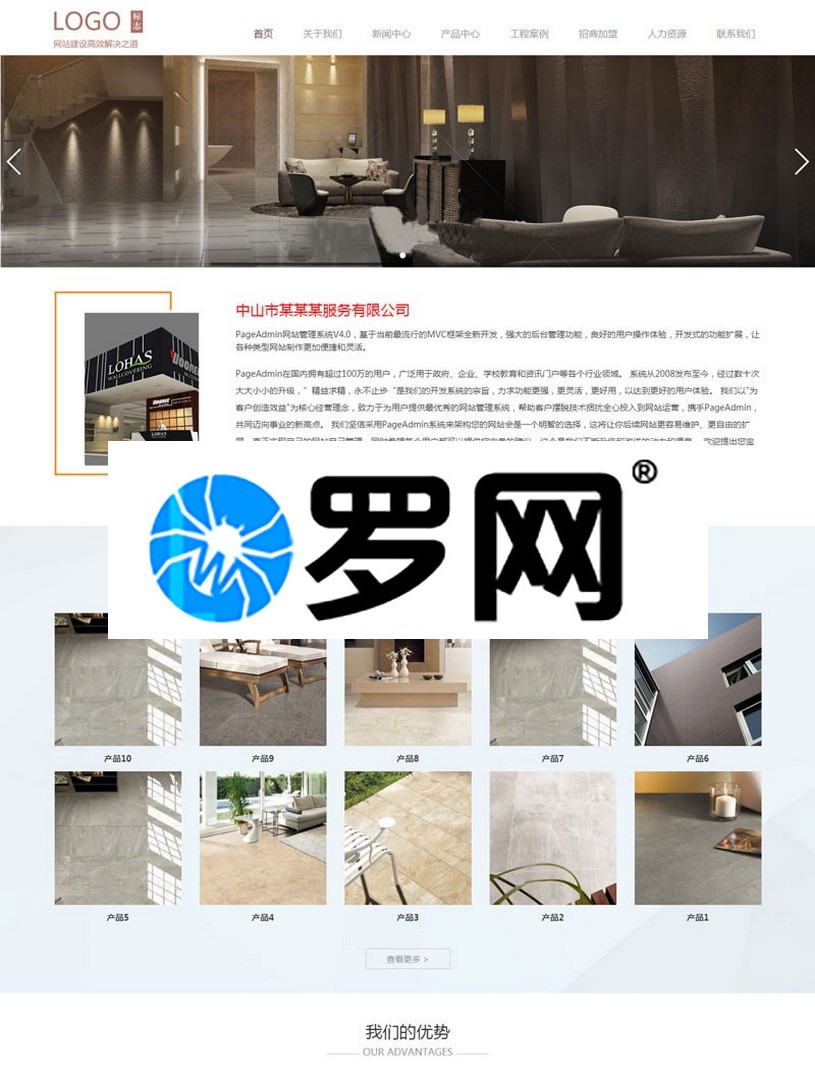 LOGO 标志
网站建设高效解决之道
首页 关于我们 新闻中心 产品中心 工程案例 招商加盟 人力资源 联系我们
LOHAS
WALLCOVERING
LOHAS
中山市某某某服务有限公司
PageAdmin网站管理系统V4.0，基于当前最流行的MVC框架全新开发，强大的后台管理功能，良好的用户操作体验，开发式的功能扩展，让
各种类型网站制作更加便捷和灵活。
PageAdmin在国内拥有超过100万的用户，广泛用于政府、企业、学校教育和资讯门户等各个行业领域。 系统从2008发布至今，经过数十次
大大小小的升级，”精益求精，永不止步“是我们的开发系统的宗旨，力求功能更强，更灵活，更好用，以达到更好的用户体验。 我们以"为
客户创造效益"为核心经营理念，致力于为用户提供最优秀的网站管理系统，帮助客户摆脱技术困扰全心投入到网站运营，携手PageAdmin，
共同迈向事业的新高点。 我们坚信采用PageAdmin系统来架构您的网站会是一个明智的选择，这将让你后续网站更容易维护、更自由的扩
罗网®
产品10 产品9 产品8 产品7 产品6
产品5 产品4 产品3 产品2 产品1
查看更多 >
我们的优势
OUR ADVANTAGES